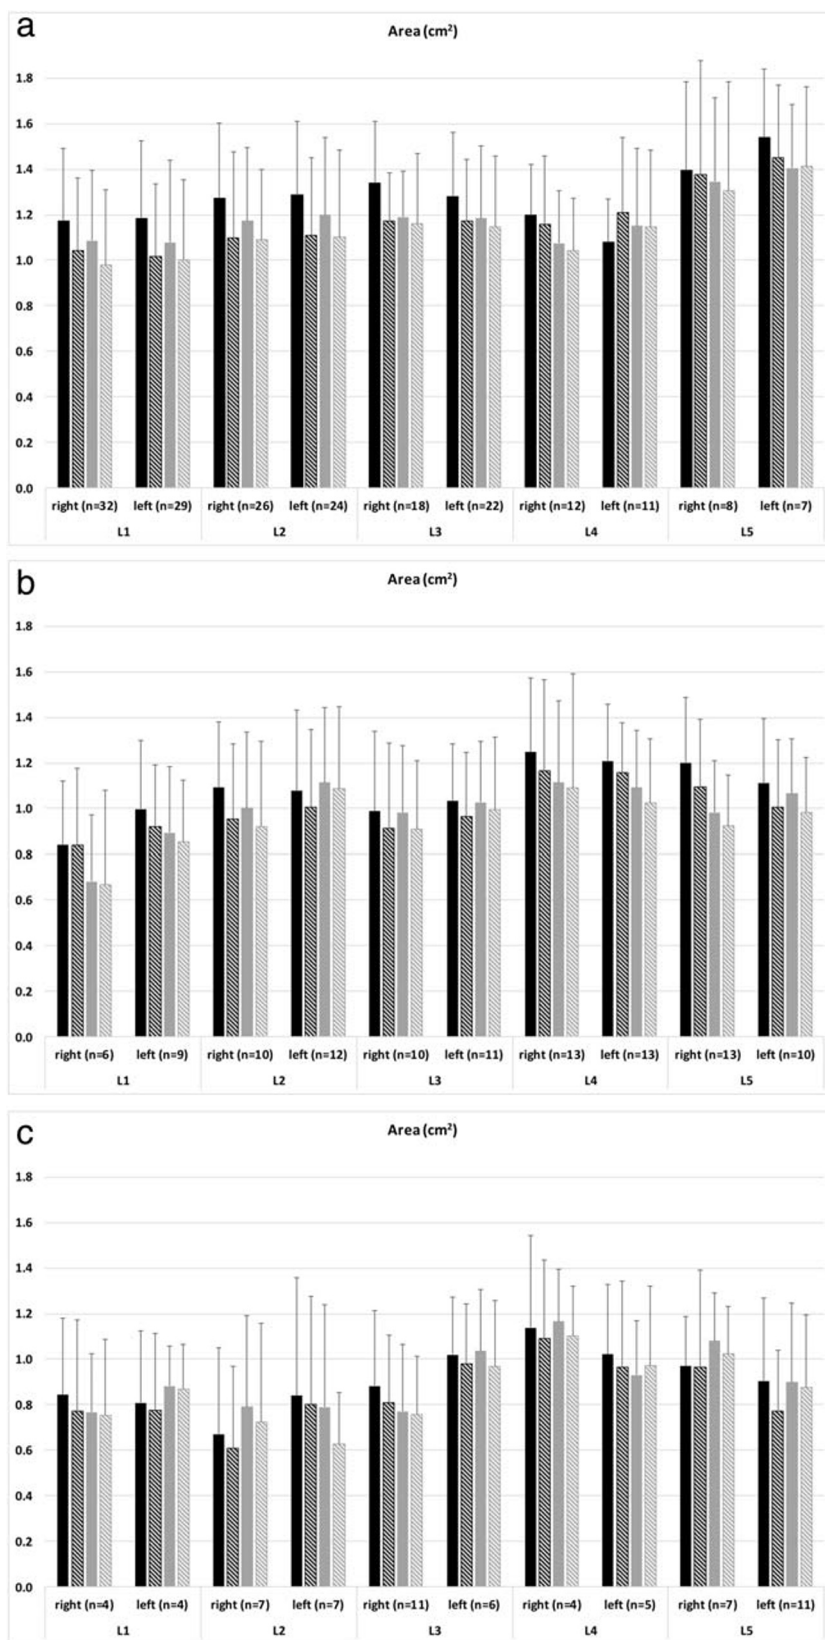 a
Area (cm²)
1.8
1.6
1.4
1.2
1.0
0.8
0.6
0.4
0.2
0.0
right (n=32) left (n=29) right (n=26) left (n=24) right (n=18) left (n=22) right (n=12) left (n=11) right (n=8) left (n=7)
L1 L2 L3 L4 L5
b
Area (cm²)
1.8
1.6
1.4
1.2
1.0
0.8
0.6
0.4
0.2
0.0
right (n=6) left (n=9) right (n=10) left (n=12) right (n=10) left (n=11) right (n=13) left (n=13) right (n=13) left (n=10)
L1 L2 L3 L4 L5
c
Area (cm²)
1.8
1.6
1.4
1.2
1.0
0.8
0.6
0.4
0.2
0.0
right (n=4) left (n=4) right (n=7) left (n=7) right (n=11) left (n=6) right (n=4) left (n=5) right (n=7) left (n=11)
L1 L2 L3 L4 L5